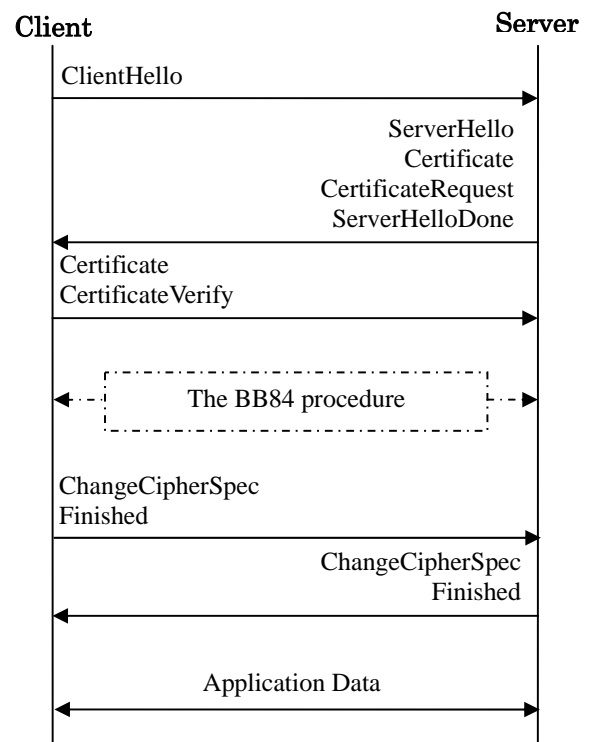 Client
Server
ClientHello
ServerHello
Certificate
CertificateRequest
ServerHelloDone
Certificate
CertificateVerify
The BB84 procedure
ChangeCipherSpec
Finished
ChangeCipherSpec
Finished
Application Data